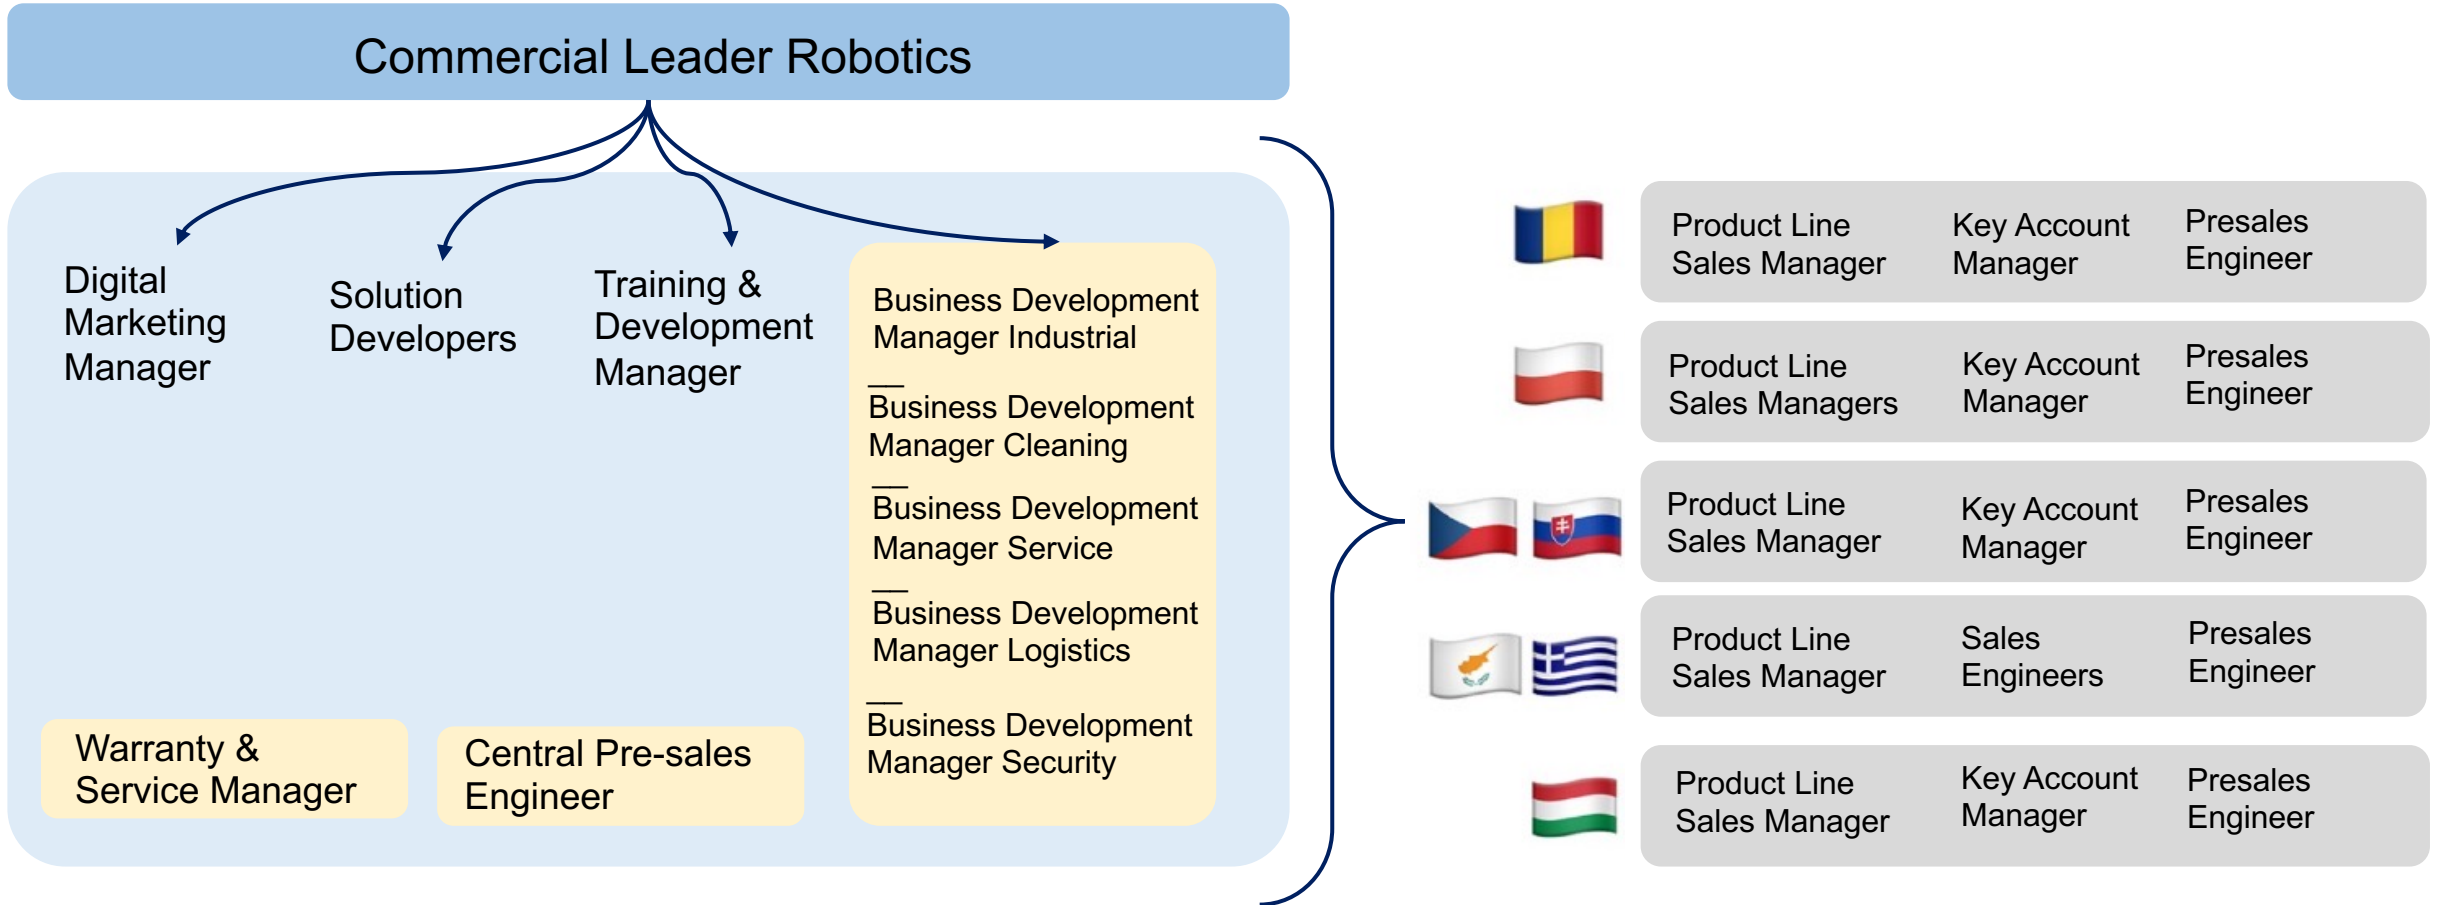 Commercial Leader Robotics
Digital
Marketing
Manager
Solution
Developers
Training &
Development
Manager
Business Development
Manager Industrial
__
Business Development
Manager Cleaning
__
Business Development
Manager Service
__
Business Development
Manager Logistics
__
Business Development
Manager Security
Warranty &
Service Manager
Central Pre-sales
Engineer
Product Line
Sales Manager
Key Account
Manager
Presales
Engineer
Product Line
Sales Managers
Key Account
Manager
Presales
Engineer
Product Line
Sales Manager
Key Account
Manager
Presales
Engineer
Product Line
Sales Manager
Sales
Engineers
Presales
Engineer
Product Line
Sales Manager
Key Account
Manager
Presales
Engineer